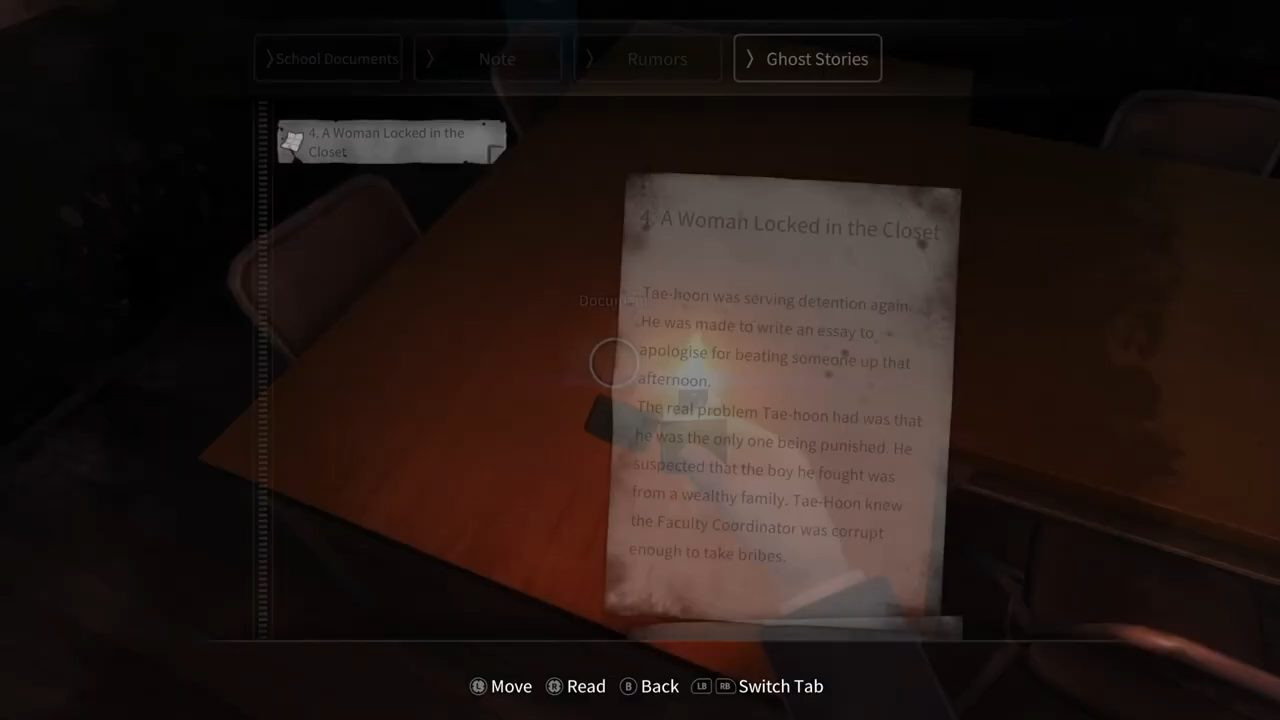 School Documents
Note
Rumors
Ghost Stories
4. A Woman Locked in the
Closet
4. A Woman Locked in the Closet
Tae-hoon was serving detention again.
He was made to write an essay to
apologise for beating someone up that
afternoon.
The real problem Tae-hoon had was that
he was the only one being punished. He
suspected that the boy he fought was
from a wealthy family. Tae-Hoon knew
the Faculty Coordinator was corrupt
enough to take bribes.
LS Move
Read
B Back
LB RB Switch Tab